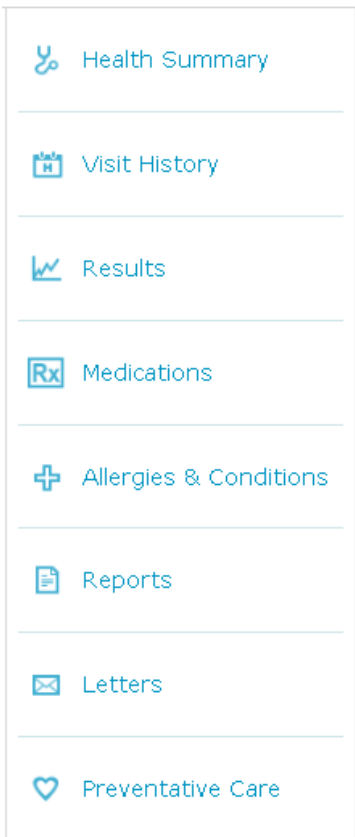 Health Summary
H
Visit History
Results
Rx
Medications
Allergies & Conditions
Reports
Letters
Preventative Care